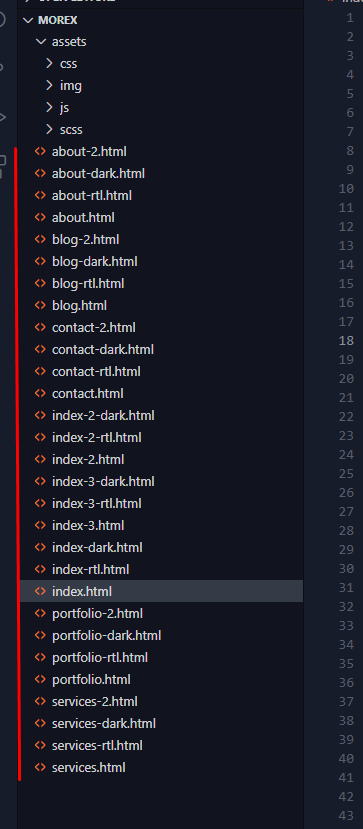 MOREX
assets
css
img
js
scss
about-2.html
about-dark.html
about-rtl.html
about.html
blog-2.html
blog-dark.html
blog-rtl.html
blog.html
contact-2.html
contact-dark.html
contact-rtl.html
contact.html
index-2-dark.html
index-2-rtl.html
index-2.html
index-3-dark.html
index-3-rtl.html
index-3.html
index-dark.html
index-rtl.html
index.html
portfolio-2.html
portfolio-dark.html
portfolio-rtl.html
portfolio.html
services-2.html
services-dark.html
services-rtl.html
services.html
1
2
3
4
5
6
7
8
9
10
11
12
13
14
15
16
17
18
19
20
21
22
23
24
25
26
27
28
29
30
31
32
33
34
35
36
37
38
39
40
41
42
43